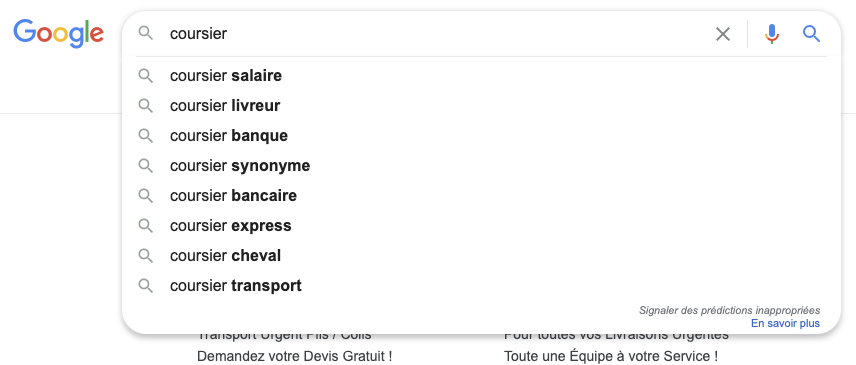 Google
coursier
coursier salaire
coursier livreur
coursier banque
coursier synonyme
coursier bancaire
coursier express
coursier cheval
coursier transport
Signaler des prédictions inappropriées
En savoir plus
Transport Urgent Plis / Colis
Demandez votre Devis Gratuit !
Pour toutes vos Livraisons Urgentes
Toute une Équipe à votre Service !